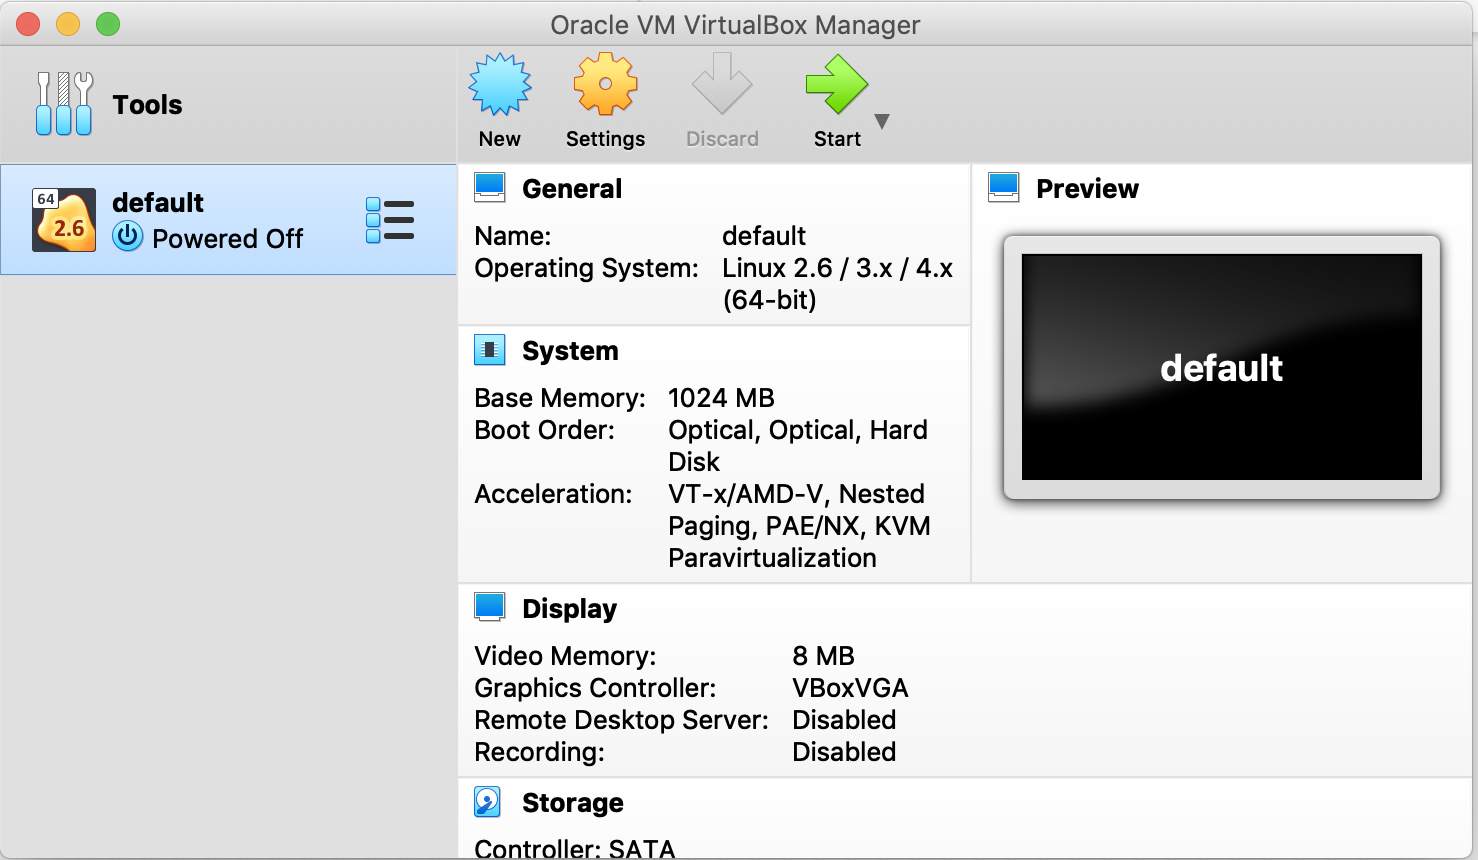 Oracle VM VirtualBox Manager
Tools
New
Settings
Discard
Start
64
2.6
default
Powered Off
General
Name: default
Operating System: Linux 2.6 / 3.x / 4.x
(64-bit)
Preview
default
System
Base Memory: 1024 MB
Boot Order: Optical, Optical, Hard
Disk
Acceleration: VT-x/AMD-V, Nested
Paging, PAE/NX, KVM
Paravirtualization
Display
Video Memory: 8 MB
Graphics Controller: VBoxVGA
Remote Desktop Server: Disabled
Recording: Disabled
Storage
Controller: SATA